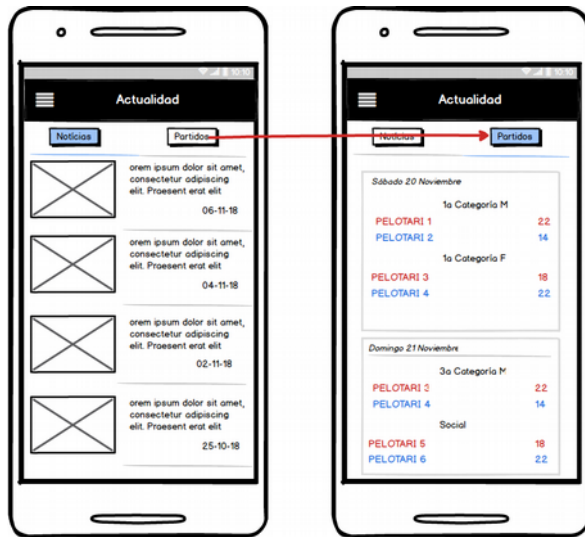 10:10
Actualidad
Noticias
Partidos
orem ipsum dolor sit amet,
consectetur adipiscing
elit. Praesent erat elit
06-11-18
orem ipsum dolor sit amet,
consectetur adipiscing
elit. Praesent erat elit
04-11-18
orem ipsum dolor sit amet,
consectetur adipiscing
elit. Praesent erat elit
02-11-18
orem ipsum dolor sit amet,
consectetur adipiscing
elit. Praesent erat elit
25-10-18
10:10
Actualidad
Noticias
Partidos
Sábado 20 Noviembre
1a Categoría M
PELOTARI 1 22
PELOTARI 2 14
1a Categoría F
PELOTARI 3 18
PELOTARI 4 22
Domingo 21 Noviembre
3a Categoría M
PELOTARI 3 22
PELOTARI 4 14
Social
PELOTARI 5 18
PELOTARI 6 22